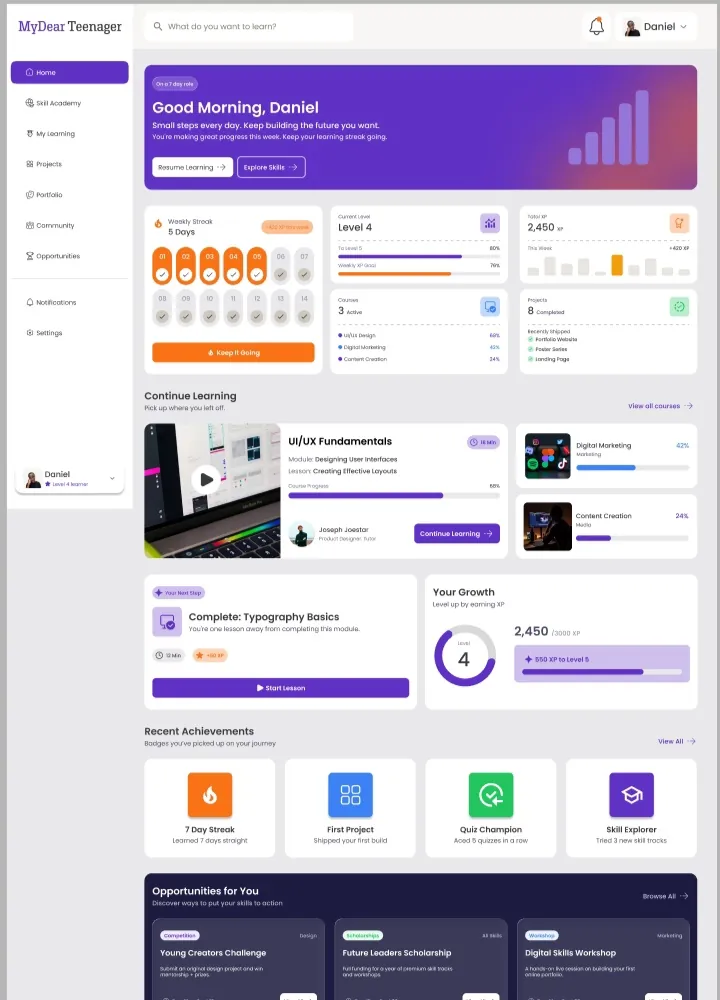 MyDear Teenager
What do you want to learn?
Daniel
Home
Skill Academy
My Learning
Projects
Portfolio
Community
Opportunities
Notifications
Settings
Daniel
Level 4 learner
On a 7 day role
Good Morning, Daniel
Small steps every day. Keep building the future you want.
You're making great progress this week. Keep your learning streak going.
Resume Learning
Explore Skills
Weekly Streak
5 Days
01 02 03 04 05 06 07
08 09 10 11 12 13 14
Keep it Going
Current Level
Level 4
To Level 5 80%
Weekly XP Goal 76%
Total XP
2,450 XP
This Week +420 XP
Courses
3 Active
UI/UX Design 68%
Digital Marketing 42%
Content Creation 24%
Projects
8 Completed
Recently Shipped
Portfolio Website
Poster Series
Landing Page
Continue Learning
Pick up where you left off.
View all courses
UI/UX Fundamentals
18 Min
Module: Designing User Interfaces
Lesson: Creating Effective Layouts
Course Progress 68%
Joseph Joestar
Product Designer, Tutor
Continue Learning
Digital Marketing 42%
Marketing
Content Creation 24%
Media
Your Next Step
Complete: Typography Basics
You're one lesson away from completing this module.
12 Min
+50 XP
Start Lesson
Your Growth
Level up by earning XP
Level
4
2,450 /3000 XP
550 XP to Level 5
Recent Achievements
Badges you've picked up on your journey
View All
7 Day Streak
Learned 7 days straight
First Project
Shipped your first build
Quiz Champion
Aced 5 quizzes in a row
Skill Explorer
Tried 3 new skill tracks
Opportunities for You
Discover ways to put your skills to action
Browse All
Competition
Design
Young Creators Challenge
Submit an original design project and win
mentorship + prizes.
Scholarships
All Skills
Future Leaders Scholarship
Full funding for a year of premium skill tracks
and workshops.
Workshop
Marketing
Digital Skills Workshop
A hands-on live session on building your first
online portfolio.